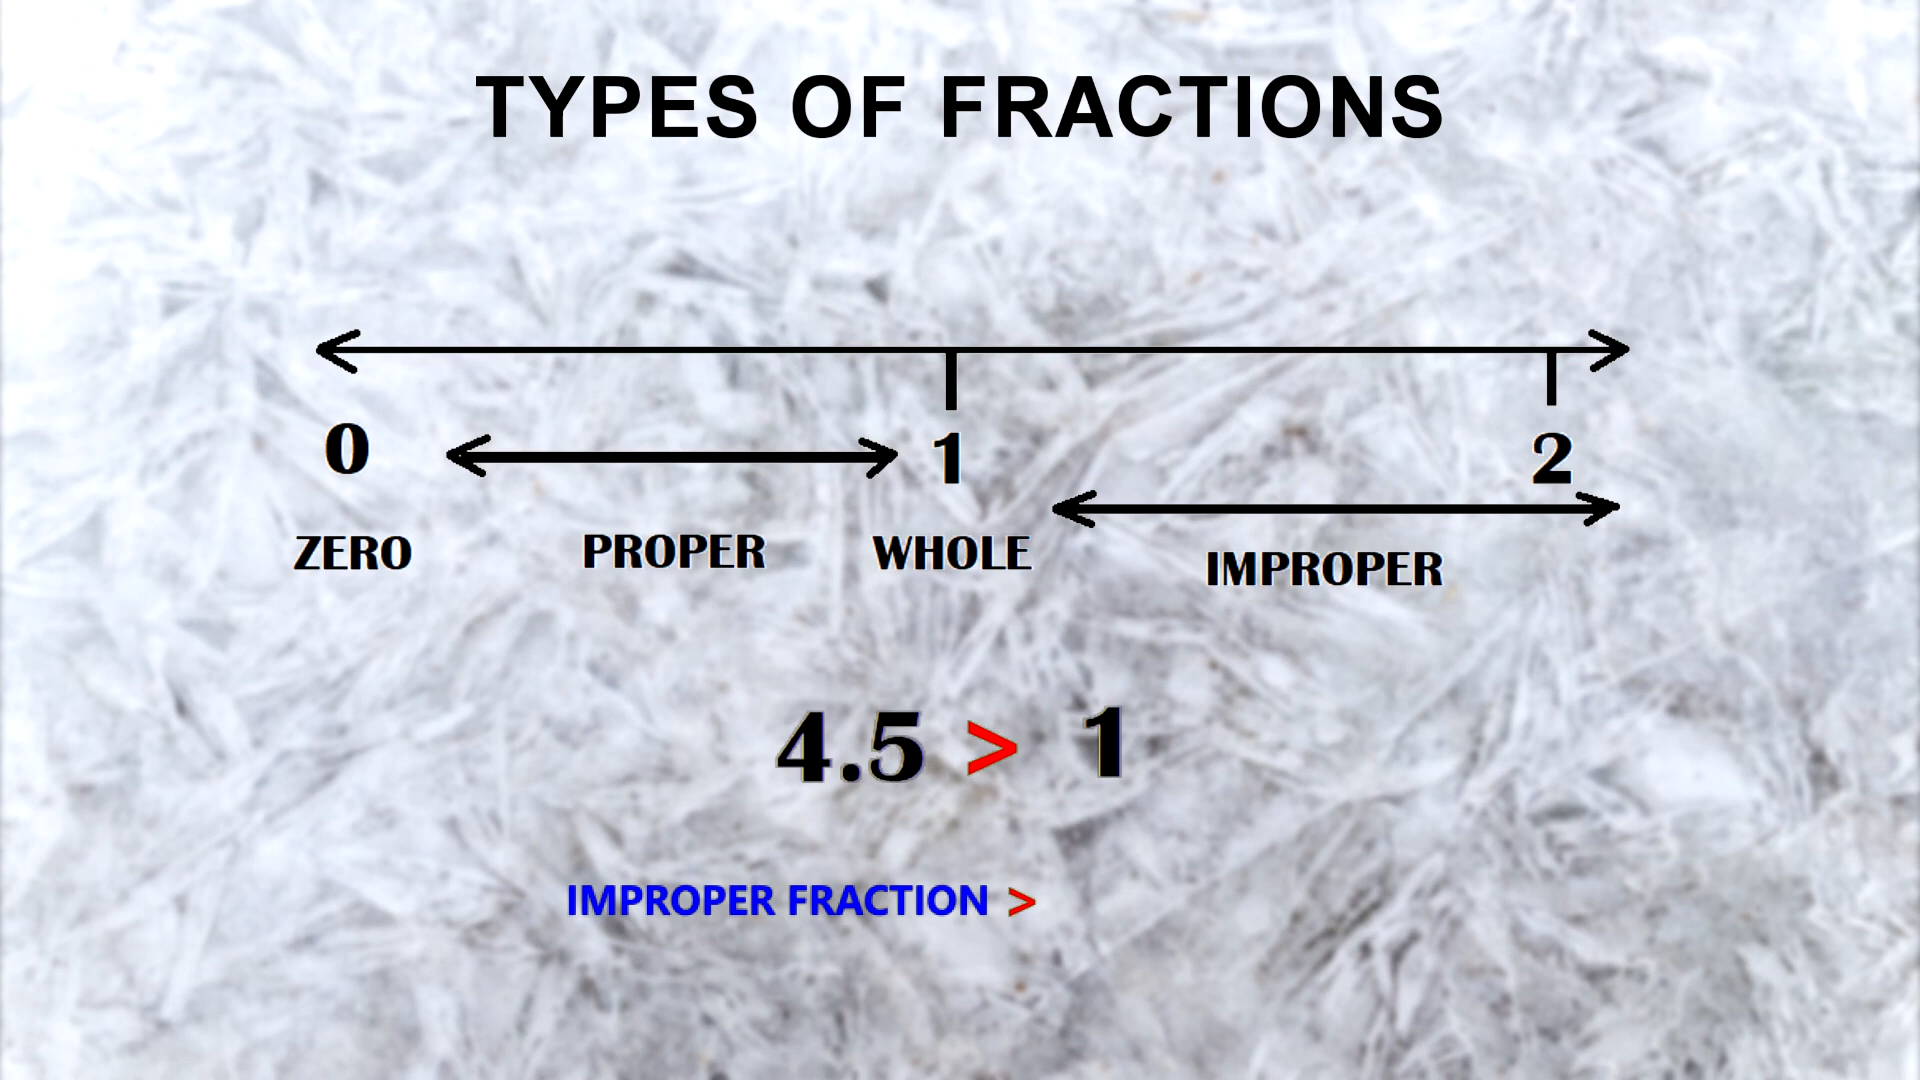 TYPES OF FRACTIONS
0 1 2
ZERO PROPER WHOLE IMPROPER
4.5 > 1
IMPROPER FRACTION >